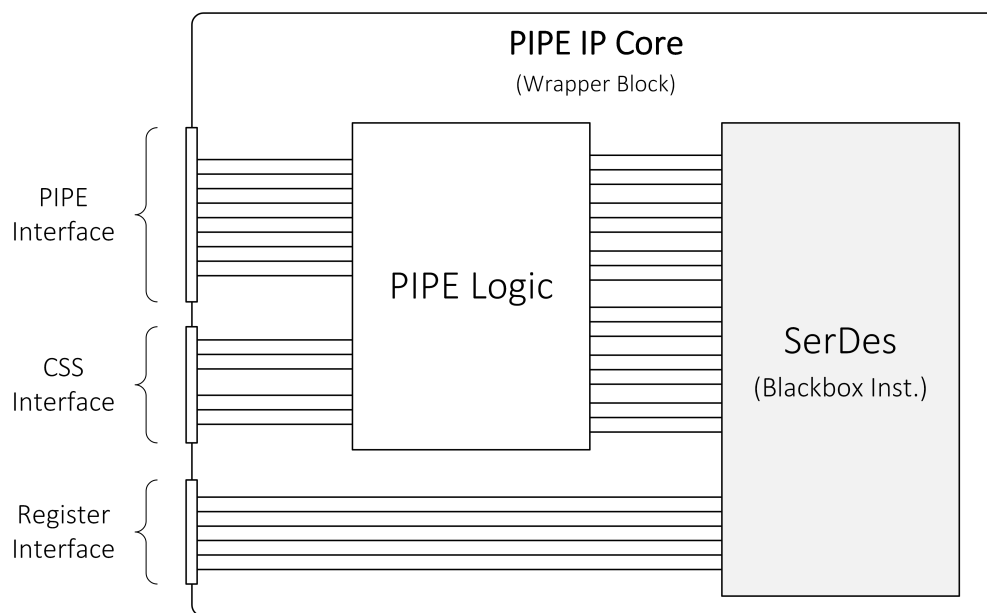 PIPE IP Core
(Wrapper Block)
PIPE
Interface
PIPE Logic
SerDes
(Blackbox Inst.)
CSS
Interface
Register
Interface